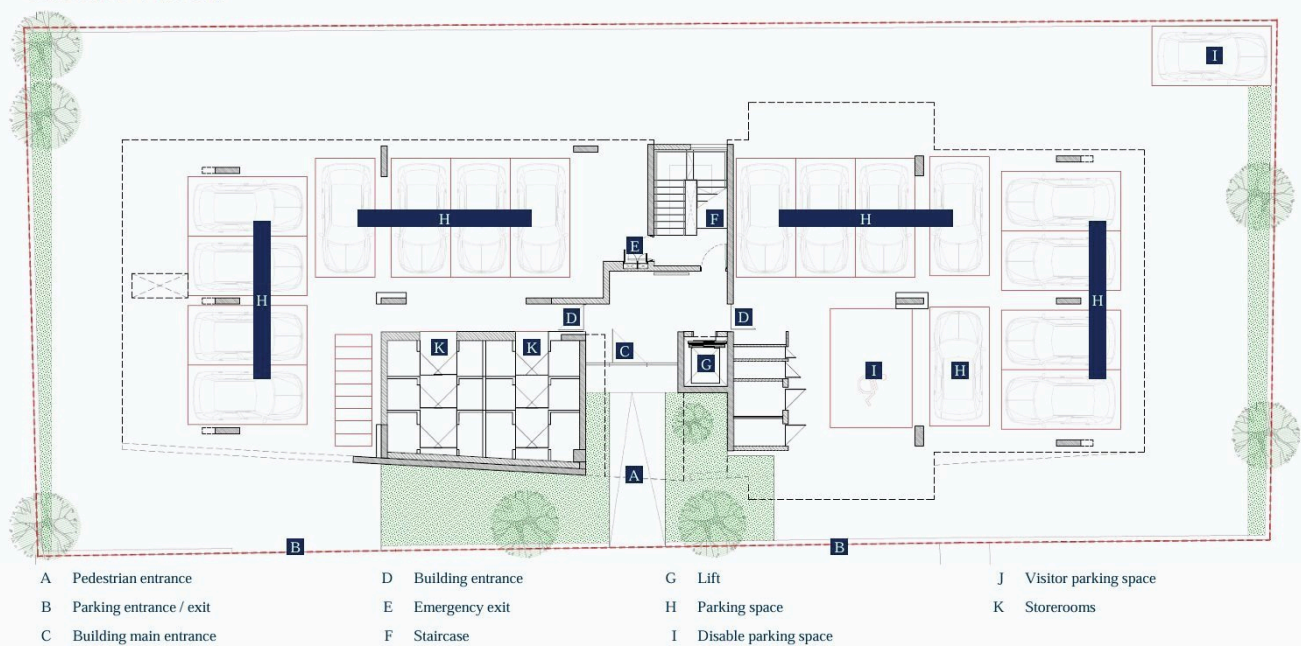 I
H
H
F
E
H
H
D
D
K
K
C
G
I
H
A
B
B
A Pedestrian entrance
B Parking entrance / exit
C Building main entrance
D Building entrance
E Emergency exit
F Staircase
G Lift
H Parking space
I Disable parking space
J Visitor parking space
K Storerooms